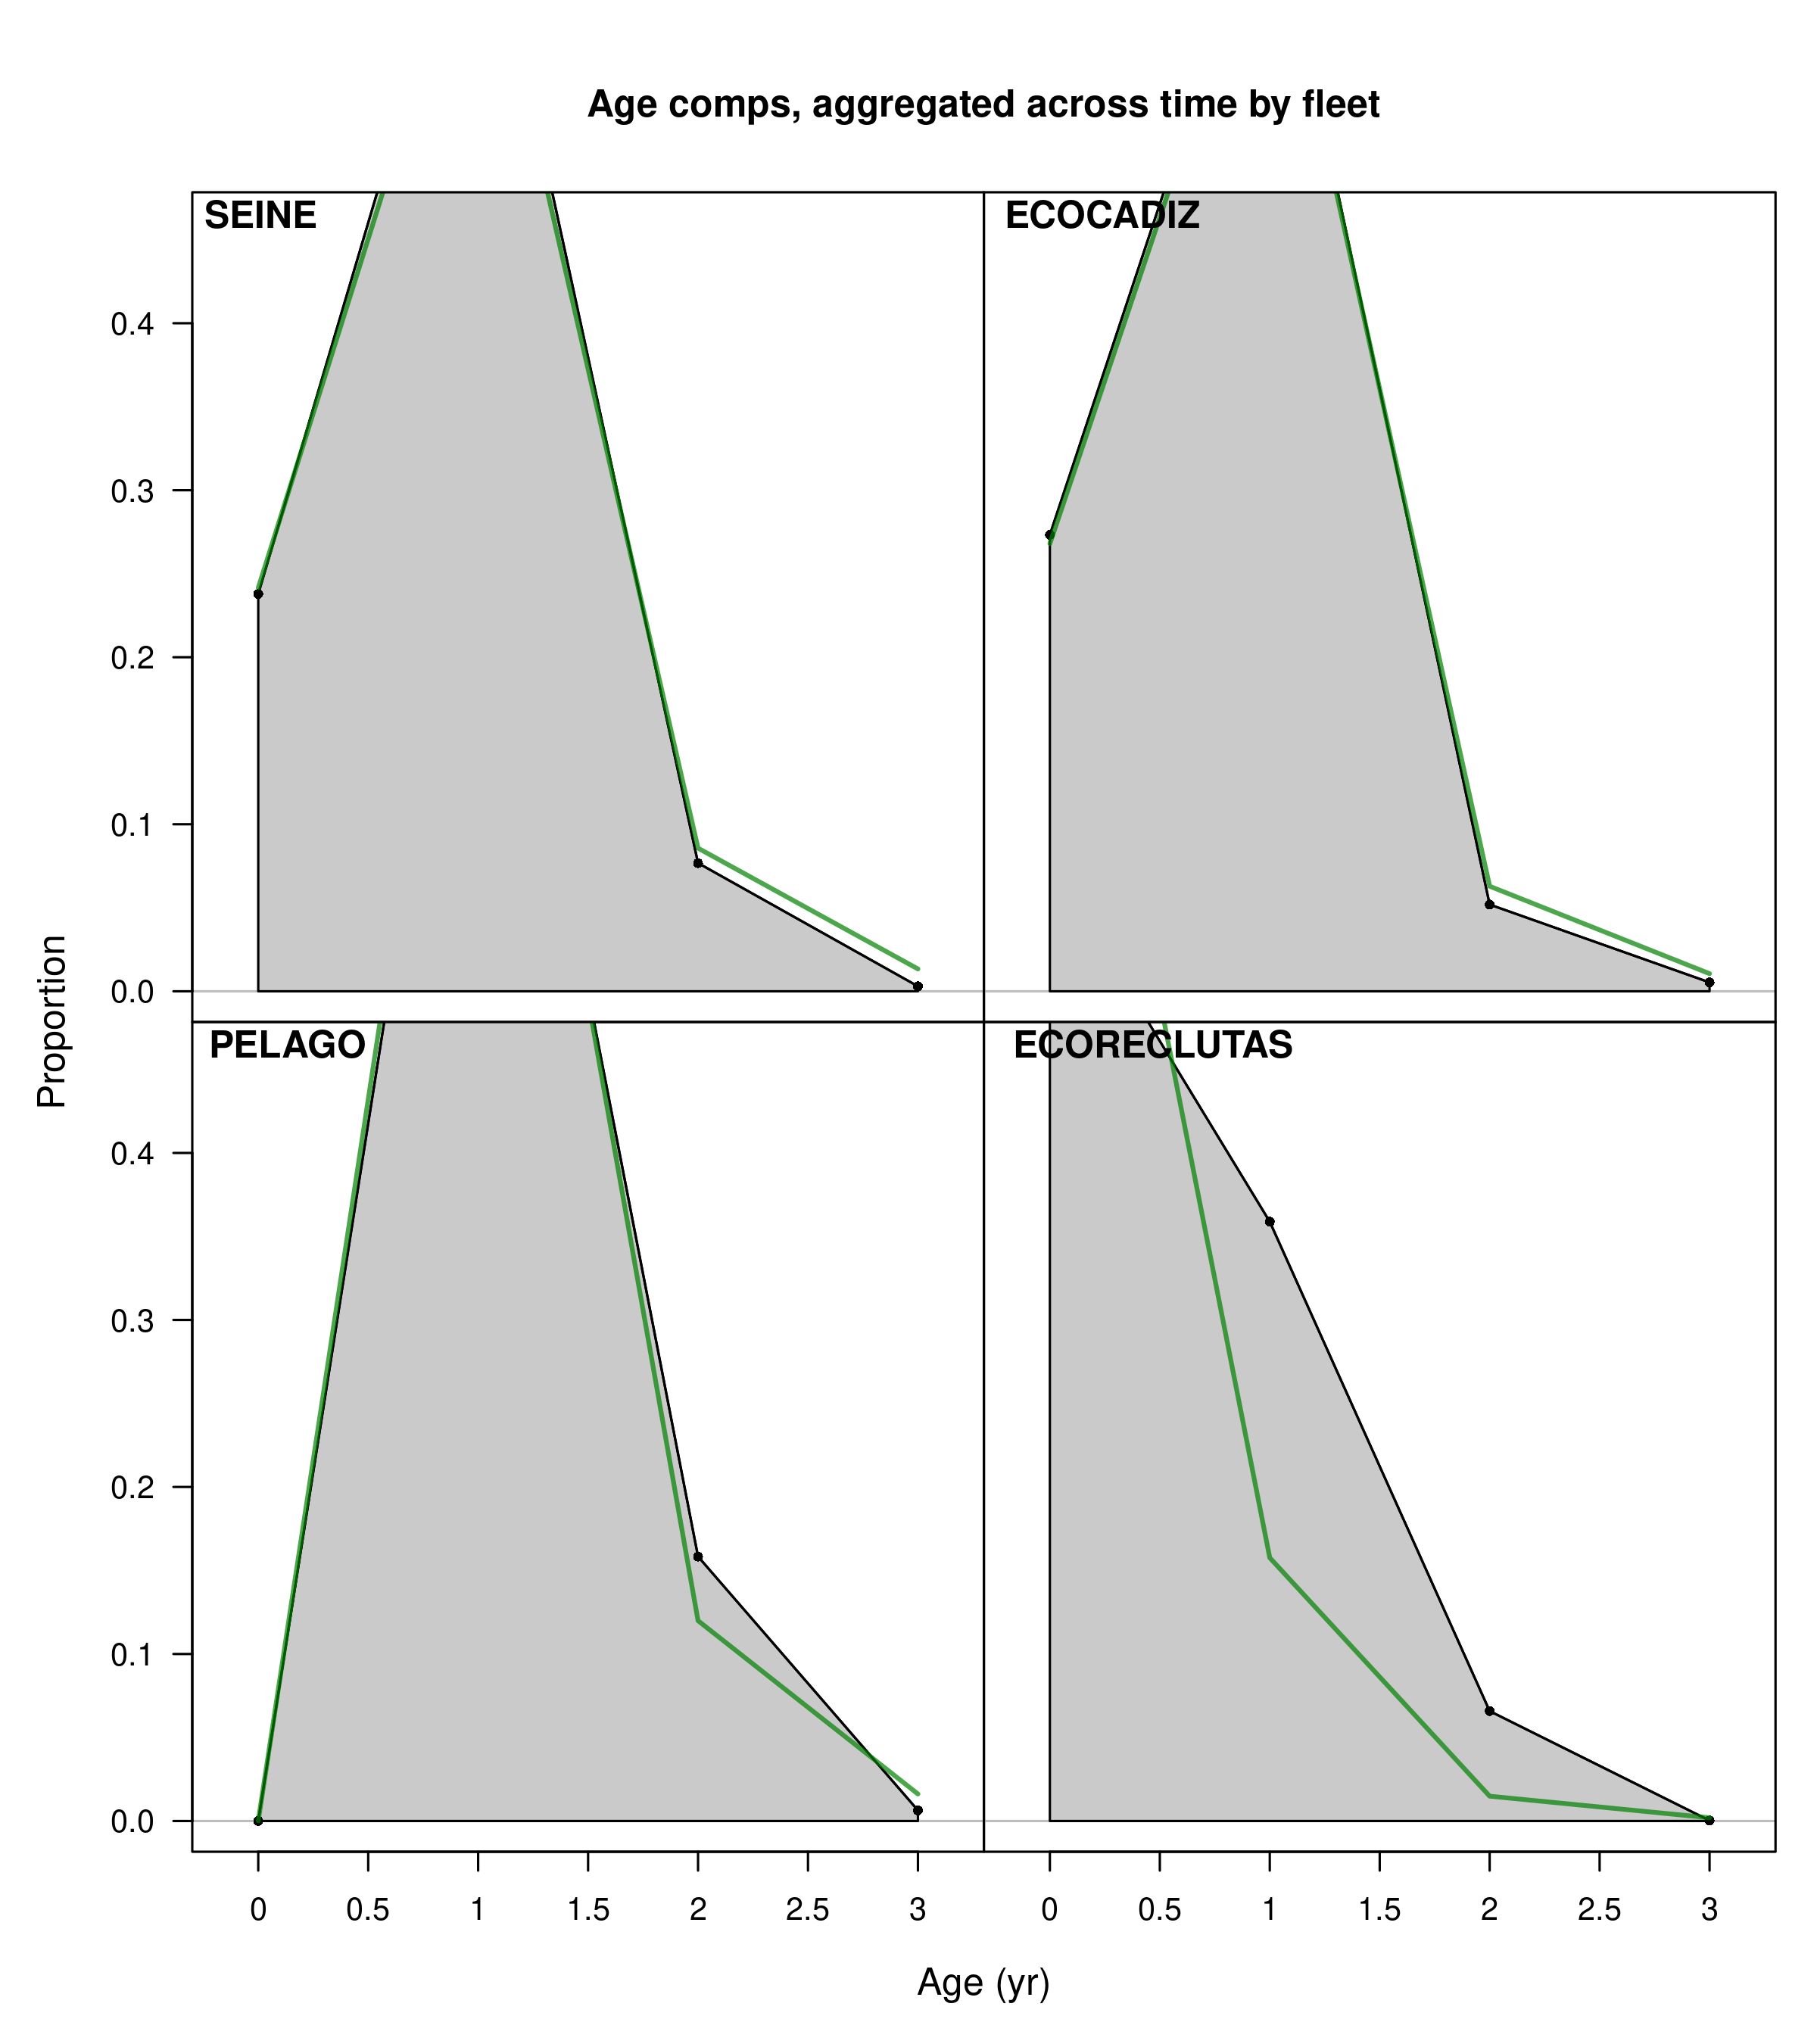 Age comps, aggregated across time by fleet
SEINE
ECOCADIZ
0.4
0.3
0.2
0.1
0.0
PELAGO
ECORECLUTAS
0.4
0.3
0.2
0.1
0.0
Proportion
0 0.5 1 1.5 2 2.5 3
0 0.5 1 1.5 2 2.5 3
Age (yr)